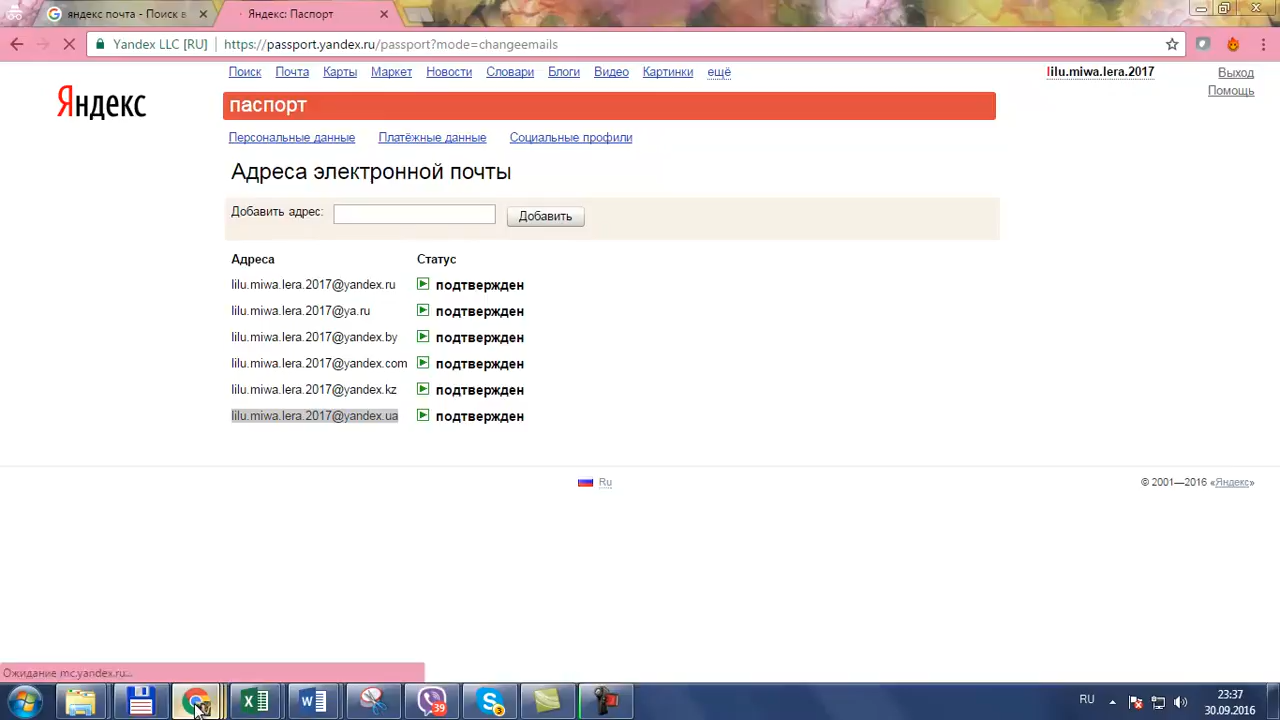 яндекс почта - Поиск в
Яндекс: Паспорт
Yandex LLC [RU]
https://passport.yandex.ru/passport?mode=changeemails
Поиск Почта Карты Маркет Новости Словари Блоги Видео Картинки ещё
lilu.miwa.lera.2017
Выход
Помощь
Яндекс
паспорт
Персональные данные Платёжные данные Социальные профили
Адреса электронной почты
Добавить адрес:
Добавить
Адреса Статус
lilu.miwa.lera.2017@yandex.ru подтвержден
lilu.miwa.lera.2017@ya.ru подтвержден
lilu.miwa.lera.2017@yandex.by подтвержден
lilu.miwa.lera.2017@yandex.com подтвержден
lilu.miwa.lera.2017@yandex.kz подтвержден
lilu.miwa.lera.2017@yandex.ua подтвержден
Ru
© 2001—2016 «Яндекс»
Ожидание mc.yandex.ru...
39
3
RU
23:37
30.09.2016